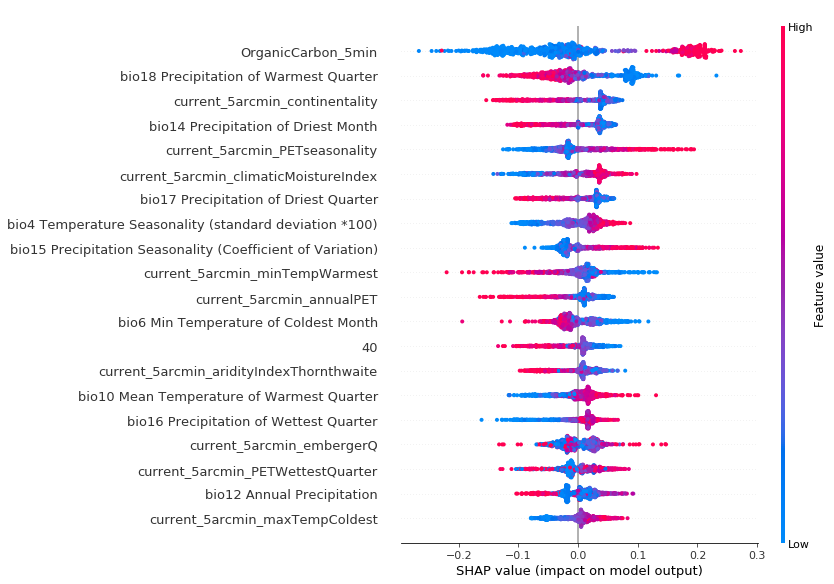 High
OrganicCarbon_5min
bio18 Precipitation of Warmest Quarter
current_5arcmin_continentality
bio14 Precipitation of Driest Month
current_5arcmin_PETseasonality
current_5arcmin_climaticMoistureIndex
bio17 Precipitation of Driest Quarter
bio4 Temperature Seasonality (standard deviation *100)
bio15 Precipitation Seasonality (Coefficient of Variation)
current_5arcmin_minTempWarmest
current_5arcmin_annualPET
bio6 Min Temperature of Coldest Month
40
current_5arcmin_aridityIndexThornthwaite
bio10 Mean Temperature of Warmest Quarter
bio16 Precipitation of Wettest Quarter
current_5arcmin_embergerQ
current_5arcmin_PETWettestQuarter
bio12 Annual Precipitation
current_5arcmin_maxTempColdest
Feature value
Low
−0.2 −0.1 0.0 0.1 0.2 0.3
SHAP value (impact on model output)